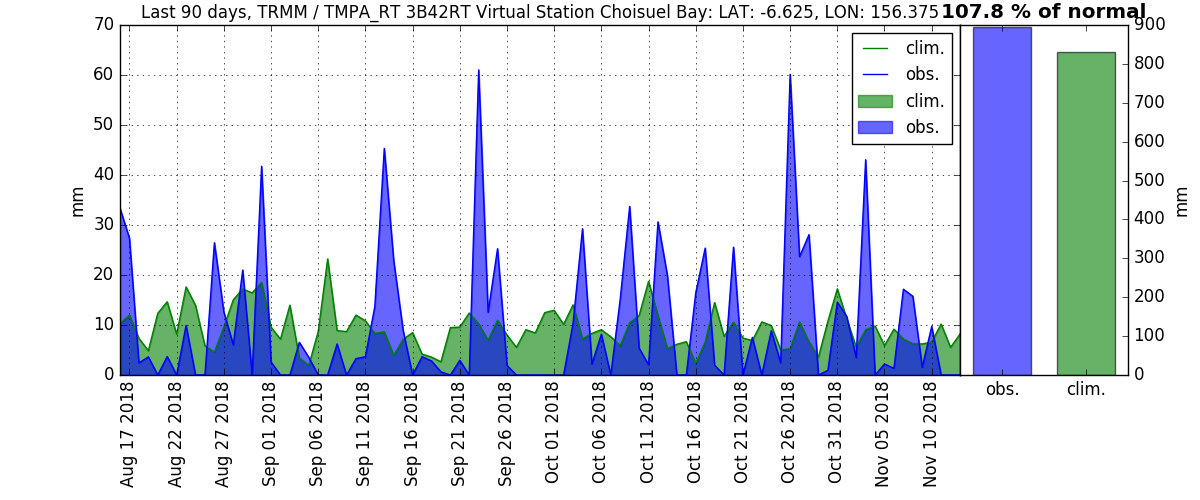 Last 90 days, TRMM / TMPA_RT 3B42RT Virtual Station Choisuel Bay: LAT: -6.625, LON: 156.375
107.8 % of normal
70
60
50
40
30
20
10
0
mm
clim.
obs.
clim.
obs.
Aug 17 2018
Aug 22 2018
Aug 27 2018
Sep 01 2018
Sep 06 2018
Sep 11 2018
Sep 16 2018
Sep 21 2018
Sep 26 2018
Oct 01 2018
Oct 06 2018
Oct 11 2018
Oct 16 2018
Oct 21 2018
Oct 26 2018
Oct 31 2018
Nov 05 2018
Nov 10 2018
900
800
700
600
500
400
300
200
100
0
mm
obs.
clim.